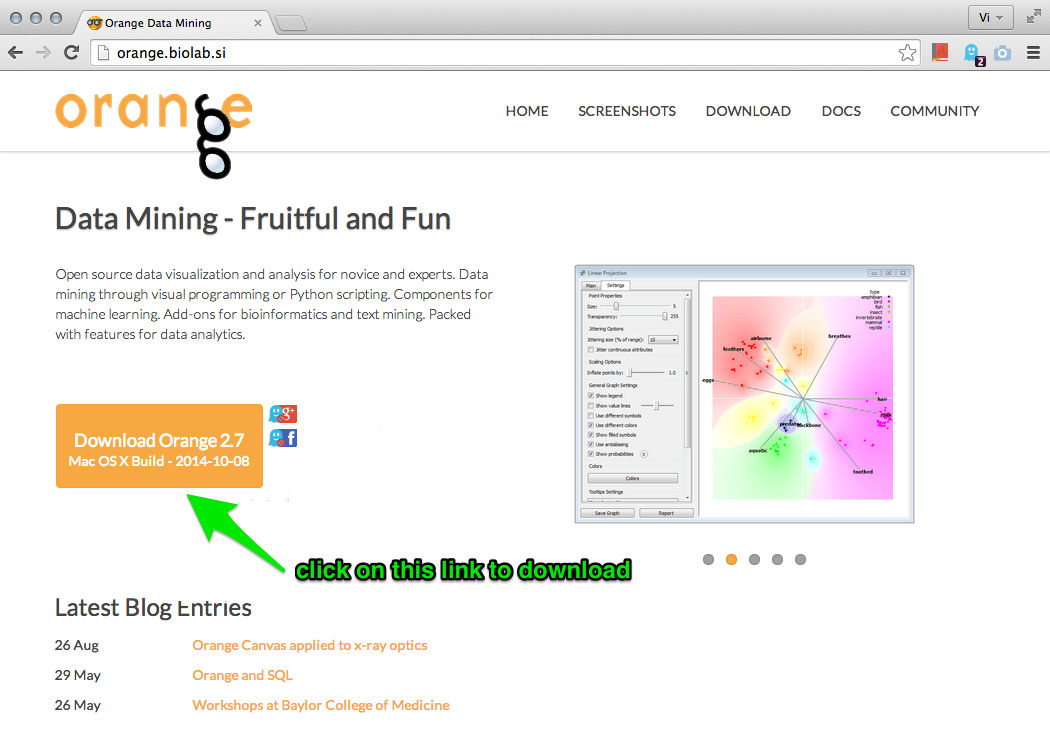 Orange Data Mining
Vi
orange.biolab.si
2
orange
HOME SCREENSHOTS DOWNLOAD DOCS COMMUNITY
Data Mining - Fruitful and Fun
Open source data visualization and analysis for novice and experts. Data
mining through visual programming or Python scripting. Components for
machine learning. Add-ons for bioinformatics and text mining. Packed
with features for data analytics.
Download Orange 2.7
Mac OS X Build - 2014-10-08
g+
f
click on this link to download
Linear Projection
Main Settings
Point Properties
Size: 5
Transparency: 255
Jittering Options
Jittering size (% of range): 10
Jitter continuous attributes
Scaling Options
Inflate points by: 1.0
General Graph Settings
Show legend
Show value lines
Use different symbols
Use different colors
Show filled symbols
Use antialiasing
Show probabilities
Colors
Colors
Tooltips Settings
Save Graph Report
type
amphibian
bird
fish
insect
invertebrate
mammal
reptile
airborne
breathes
feathers
eggs
hair
milk
predator
backbone
aquatic
toothed
Latest Blog Entries
26 Aug Orange Canvas applied to x-ray optics
29 May Orange and SQL
26 May Workshops at Baylor College of Medicine